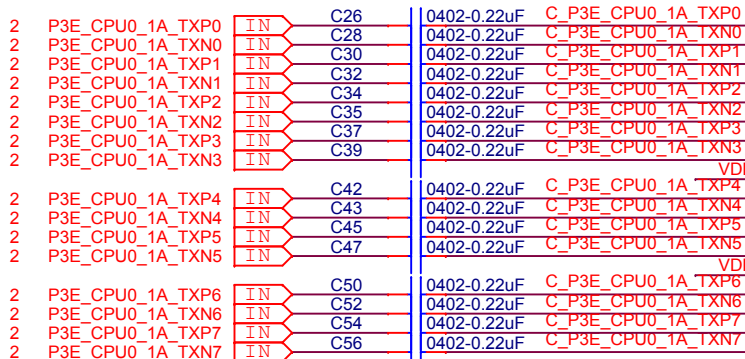 2 P3E_CPU0_1A_TXP0 IN C26 0402-0.22uF C_P3E_CPU0_1A_TXP0
2 P3E_CPU0_1A_TXN0 IN C28 0402-0.22uF C_P3E_CPU0_1A_TXN0
2 P3E_CPU0_1A_TXP1 IN C30 0402-0.22uF C_P3E_CPU0_1A_TXP1
2 P3E_CPU0_1A_TXN1 IN C32 0402-0.22uF C_P3E_CPU0_1A_TXN1
2 P3E_CPU0_1A_TXP2 IN C34 0402-0.22uF C_P3E_CPU0_1A_TXP2
2 P3E_CPU0_1A_TXN2 IN C35 0402-0.22uF C_P3E_CPU0_1A_TXN2
2 P3E_CPU0_1A_TXP3 IN C37 0402-0.22uF C_P3E_CPU0_1A_TXP3
2 P3E_CPU0_1A_TXN3 IN C39 0402-0.22uF C_P3E_CPU0_1A_TXN3
2 P3E_CPU0_1A_TXP4 IN C42 0402-0.22uF C_P3E_CPU0_1A_TXP4
2 P3E_CPU0_1A_TXN4 IN C43 0402-0.22uF C_P3E_CPU0_1A_TXN4
2 P3E_CPU0_1A_TXP5 IN C45 0402-0.22uF C_P3E_CPU0_1A_TXP5
2 P3E_CPU0_1A_TXN5 IN C47 0402-0.22uF C_P3E_CPU0_1A_TXN5
2 P3E_CPU0_1A_TXP6 IN C50 0402-0.22uF C_P3E_CPU0_1A_TXP6
2 P3E_CPU0_1A_TXN6 IN C52 0402-0.22uF C_P3E_CPU0_1A_TXN6
2 P3E_CPU0_1A_TXP7 IN C54 0402-0.22uF C_P3E_CPU0_1A_TXP7
2 P3E_CPU0_1A_TXN7 IN C56 0402-0.22uF C_P3E_CPU0_1A_TXN7